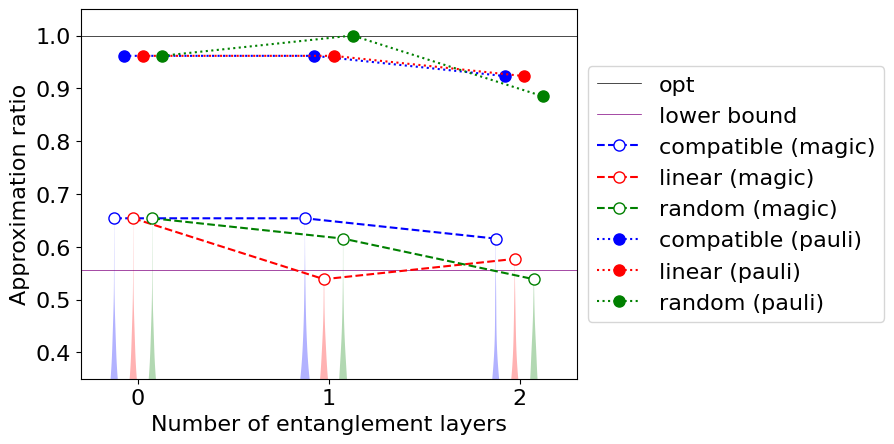 1.0
0.9
0.8
0.7
0.6
0.5
0.4
Approximation ratio
0 1 2
Number of entanglement layers
opt
lower bound
compatible (magic)
linear (magic)
random (magic)
compatible (pauli)
linear (pauli)
random (pauli)